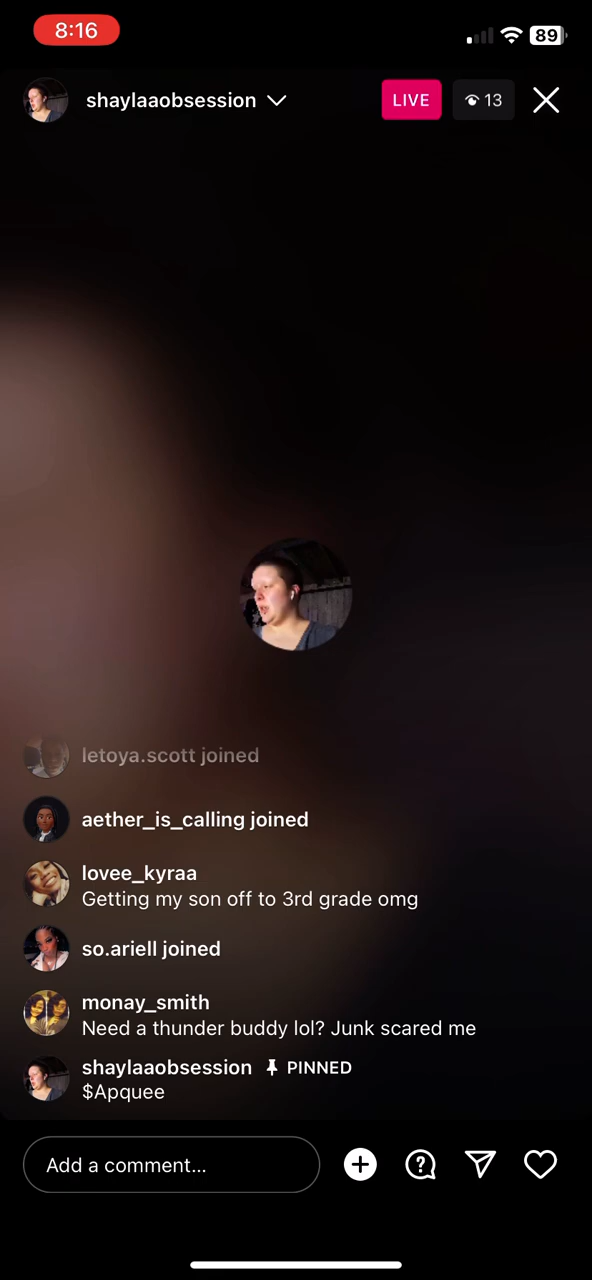 8:16
89
shaylaaobsession
LIVE
13
letoya.scott joined
aether_is_calling joined
lovee_kyraa
Getting my son off to 3rd grade omg
so.ariell joined
monay_smith
Need a thunder buddy lol? Junk scared me
shaylaaobsession PINNED
$Apquee
Add a comment...